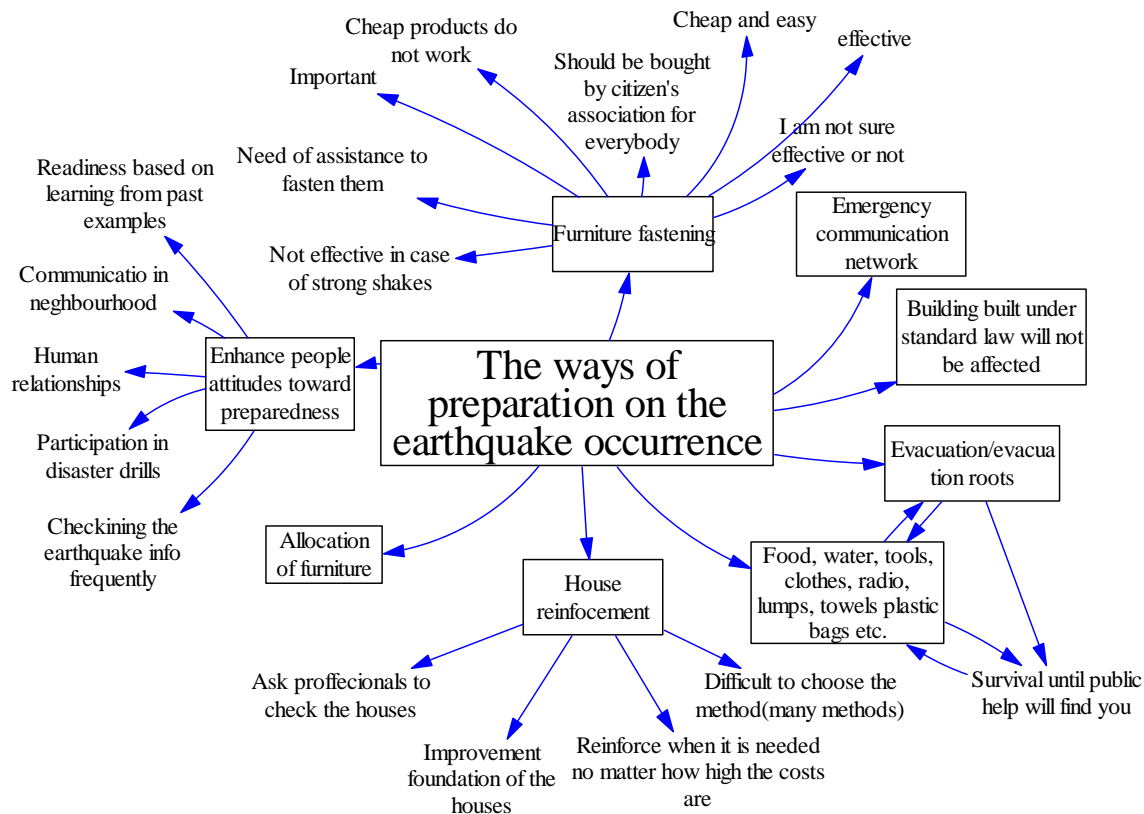 Cheap products do
not work
Cheap and easy
effective
Important
Should be bought
by citizen's
association for
everybody
I am not sure
effective or not
Need of assistance to
fasten them
Readiness based on
learning from past
examples
Furniture fastening
Emergency
communication
network
Not effective in case
of strong shakes
Communicatio in
neghbourhood
Building built under
standard law will not
be affected
Human
relationships
Enhance people
attitudes toward
preparedness
The ways of
preparation on the
earthquake occurrence
Participation in
disaster drills
Evacuation/evacua
tion roots
Checkining the
earthquake info
frequently
Allocation
of furniture
House
reinfocement
Food, water, tools,
clothes, radio,
lumps, towels plastic
bags etc.
Ask proffecionals to
check the houses
Difficult to choose the
method(many methods)
Survival until public
help will find you
Improvement
foundation of the
houses
Reinforce when it is needed
no matter how high the costs
are